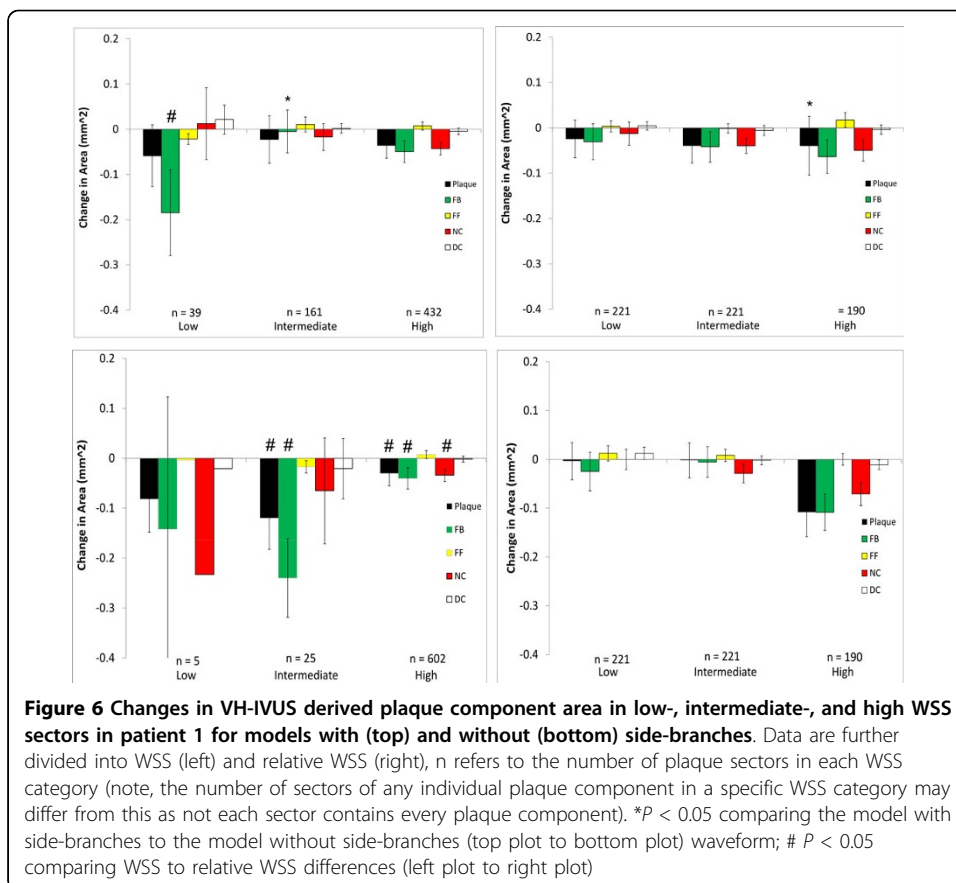 0.2
0.1
0
-0.1
-0.2
-0.3
-0.4
Change in Area (mm^2)
#
*
Plaque
FB
FF
NC
DC
n = 39
n = 161
n = 432
Low
Intermediate
High
0.2
0.1
0
-0.1
-0.2
-0.3
-0.4
Change in Area (mm^2)
*
Plaque
FB
FF
NC
DC
n = 221
n = 221
= 190
Low
Intermediate
High
0.2
0.1
0
-0.1
-0.2
-0.3
-0.4
Change in Area (mm^2)
# #
# # #
Plaque
FB
FF
NC
DC
n = 5
n = 25
n = 602
Low
Intermediate
High
0.2
0.1
0
-0.1
-0.2
-0.3
-0.4
Change in Area (mm^2)
Plaque
FB
FF
NC
DC
n = 221
n = 221
n = 190
Low
Intermediate
High
Figure 6 Changes in VH-IVUS derived plaque component area in low-, intermediate-, and high WSS
sectors in patient 1 for models with (top) and without (bottom) side-branches. Data are further
divided into WSS (left) and relative WSS (right), n refers to the number of plaque sectors in each WSS
category (note, the number of sectors of any individual plaque component in a specific WSS category may
differ from this as not each sector contains every plaque component). *P < 0.05 comparing the model with
side-branches to the model without side-branches (top plot to bottom plot) waveform; # P < 0.05
comparing WSS to relative WSS differences (left plot to right plot)